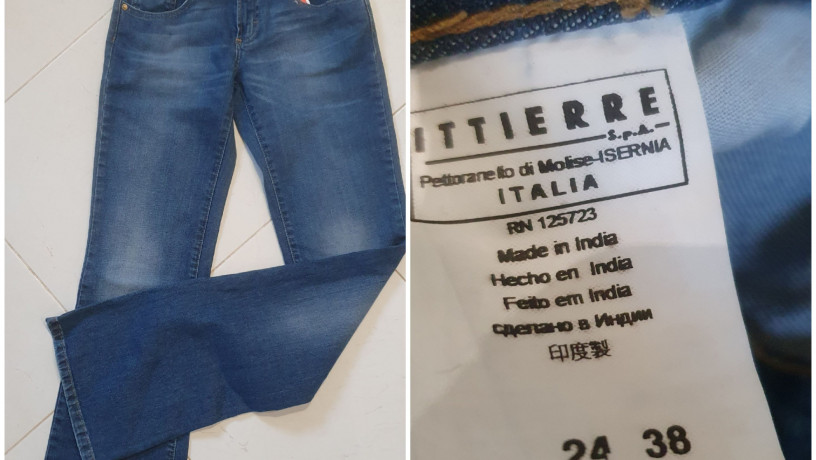 ITTIERRE
S.p.A.
Pettoranello di Molise-ISERNIA
ITALIA
RN 125723
Made in India
Hecho en India
Feito em India
сделано в Индии
印度製
24 38